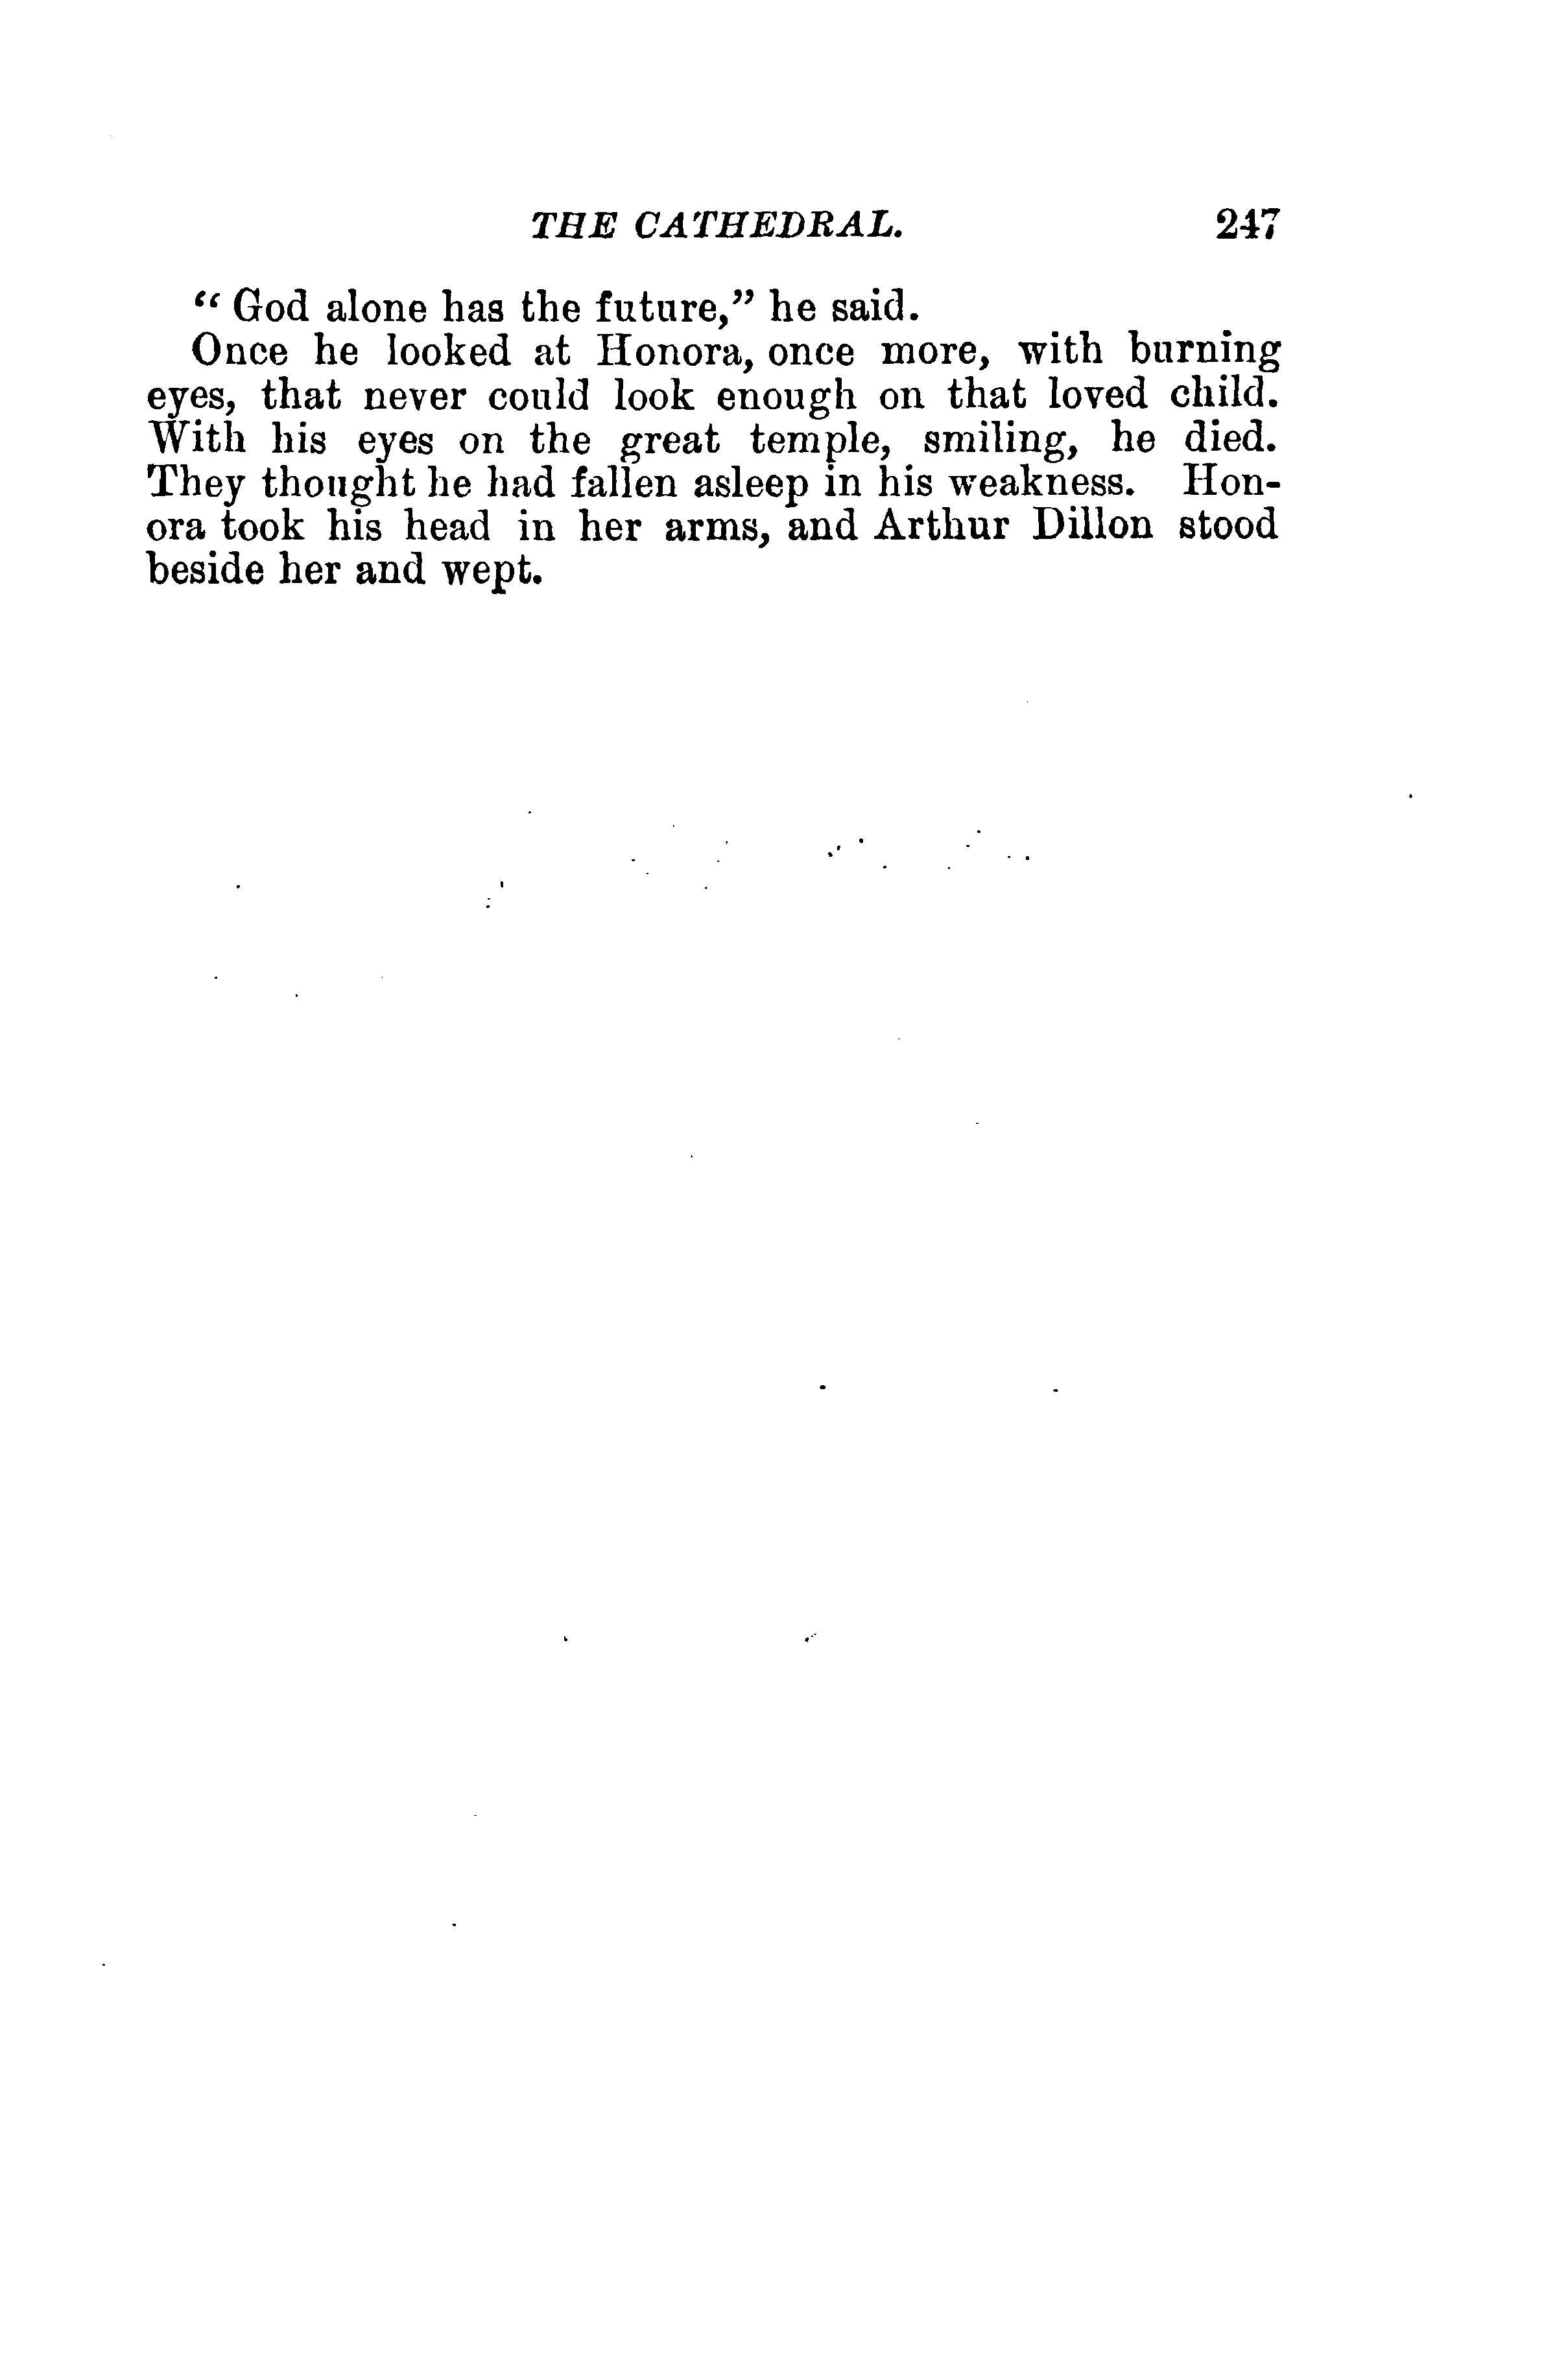 THE CATHEDRAL. 247
“ God alone has the future,” he said.
Once he looked at Honora, once more, with burning
eyes, that never could look enough on that loved child.
With his eyes on the great temple, smiling, he died.
They thought he had fallen asleep in his weakness. Hon-
ora took his head in her arms, and Arthur Dillon stood
beside her and wept.